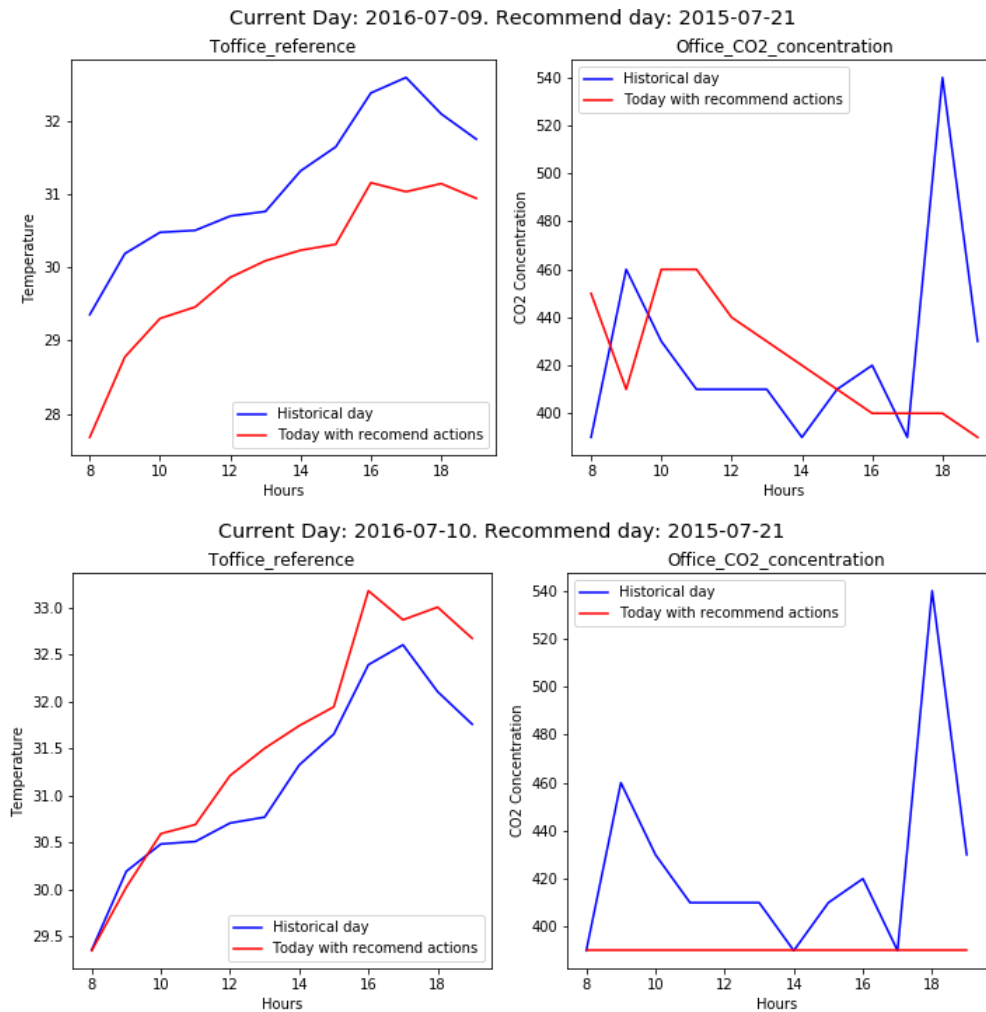 Current Day: 2016-07-09. Recommend day: 2015-07-21
Toffice_reference
Temperature
32
31
30
29
28
8 10 12 14 16 18
Hours
Historical day
Today with recomend actions
Office_CO2_concentration
CO2 Concentration
540
520
500
480
460
440
420
400
8 10 12 14 16 18
Hours
Historical day
Today with recommend actions
Current Day: 2016-07-10. Recommend day: 2015-07-21
Toffice_reference
Temperature
33.0
32.5
32.0
31.5
31.0
30.5
30.0
29.5
8 10 12 14 16 18
Hours
Historical day
Today with recomend actions
Office_CO2_concentration
CO2 Concentration
540
520
500
480
460
440
420
400
8 10 12 14 16 18
Hours
Historical day
Today with recommend actions